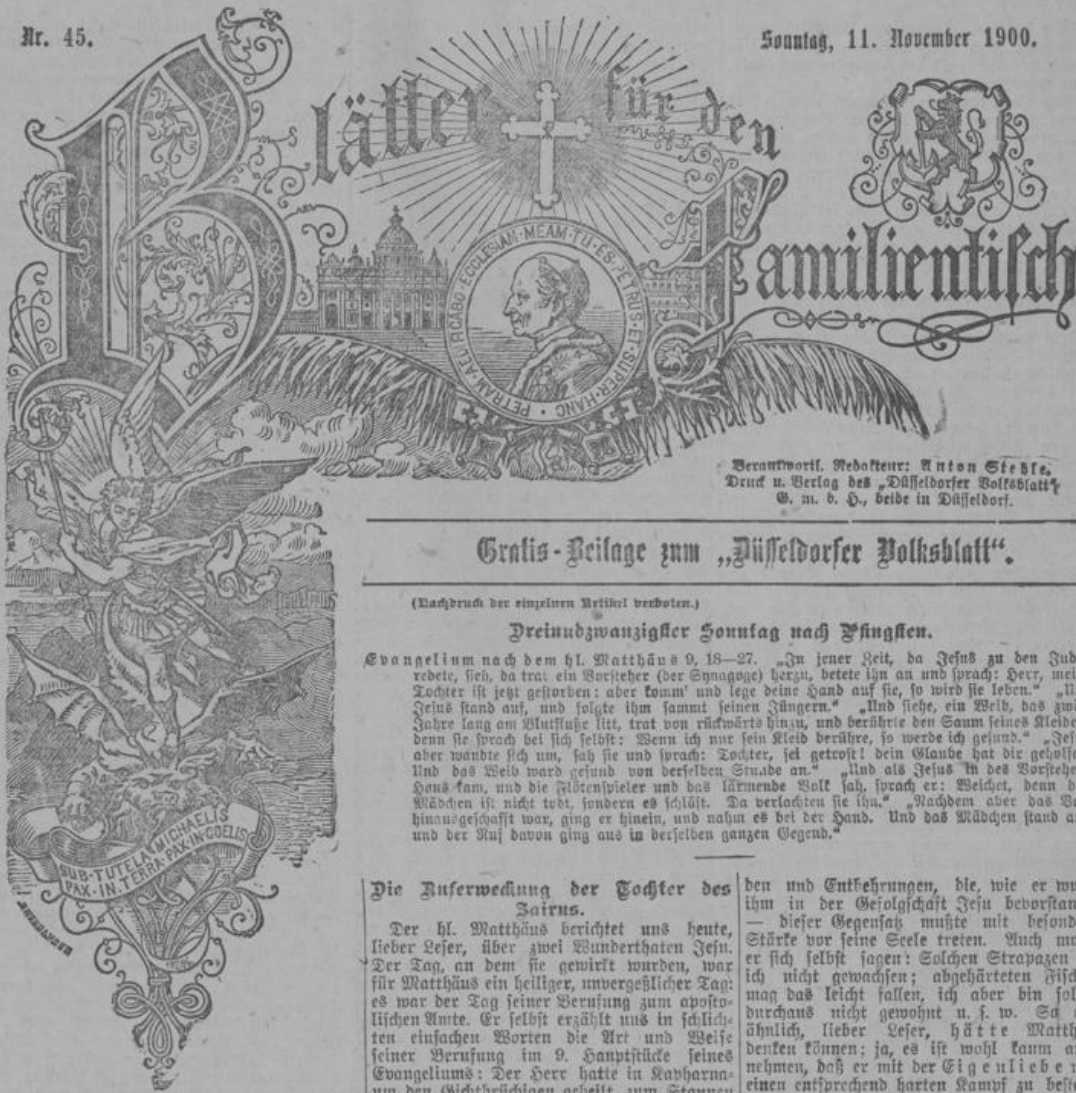 Nr. 45.
Sonntag, 11. November 1900.
Blätter für den
Familientisch
PETRAM·AEDIFICABO·ECCLESIAM·MEAM·TU·ES·PETRUS·ET·SUPER·HANC·
Verantwortl. Redakteur: Anton Stehle.
Druck u. Verlag des „Düsseldorfer Volksblatt“,
G. m. b. H., beide in Düsseldorf.
Gratis-Beilage zum „Düsseldorfer Volksblatt“.
(Nachdruck der einzelnen Artikel verboten.)
Dreiundzwanzigster Sonntag nach Pfingsten.
Evangelium nach dem hl. Matthäus 9, 18—27. „In jener Zeit, da Jesus zu den Jud
redete, sieh, da trat ein Vorsteher (der Synagoge) herzu, betete ihn an und sprach: Herr, mei
Tochter ist jetzt gestorben: aber komm' und lege deine Hand auf sie, so wird sie leben.“ „U
Jesus stand auf, und folgte ihm sammt seinen Jüngern.“ „Und siehe, ein Weib, das zwö
Jahre lang am Blutfluße litt, trat von rückwärts hinzu, und berührte den Saum seines Kleide
denn sie sprach bei sich selbst: Wenn ich nur sein Kleid berühre, so werde ich gesund.“ „Jes
aber wandte sich um, sah sie und sprach: Tochter, sei getrost! dein Glaube hat dir geholfe
Und das Weib ward gesund von derselben Stunde an.“ „Und als Jesus in des Vorstehe
Haus kam, und die Flötenspieler und das lärmende Volk sah, sprach er: Weichet, denn d
Mädchen ist nicht todt, sondern es schläft. Da verlachten sie ihn.“ „Nachdem aber das Vo
hinausgeschafft war, ging er hinein, und nahm es bei der Hand. Und das Mädchen stand a
und der Ruf davon ging aus in derselben ganzen Gegend.“
SUB·TUTELA·MICHAELIS
PAX·IN·TERRA·PAX·IN·COELIS
Die Auferweckung der Tochter des
Jairus.
Der hl. Matthäus berichtet uns heute,
lieber Leser, über zwei Wunderthaten Jesu.
Der Tag, an dem sie gewirkt wurden, war
für Matthäus ein heiliger, unvergeßlicher Tag:
es war der Tag seiner Berufung zum aposto-
lischen Amte. Er selbst erzählt uns in schlich-
ten einfachen Worten die Art und Weise
seiner Berufung im 9. Hauptstücke seines
Evangeliums: Der Herr hatte in Kapharna-
um den Gichtbrüchigen geheilt, zum Staunen
den und Entbehrungen, die, wie er wu
ihm in der Gefolgschaft Jesu bevorstan
— dieser Gegensatz mußte mit besond
Stärke vor seine Seele treten. Auch mo
er sich selbst sagen: Solchen Strapazen
ich nicht gewachsen; abgehärteten Fisch
mag das leicht fallen, ich aber bin sol
durchaus nicht gewohnt u. s. w. So
ähnlich, lieber Leser, hätte Matth
denken können; ja, es ist wohl kaum a
nehmen, daß er mit der Eigenliebe n
einen entsprechend harten Kampf zu beste